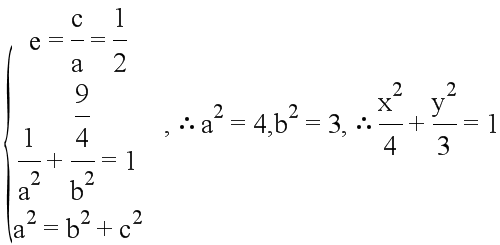 { e = c/a = 1/2
1/a² + (9/4)/b² = 1
a² = b² + c²
, ∴ a² = 4, b² = 3, ∴ x²/4 + y²/3 = 1